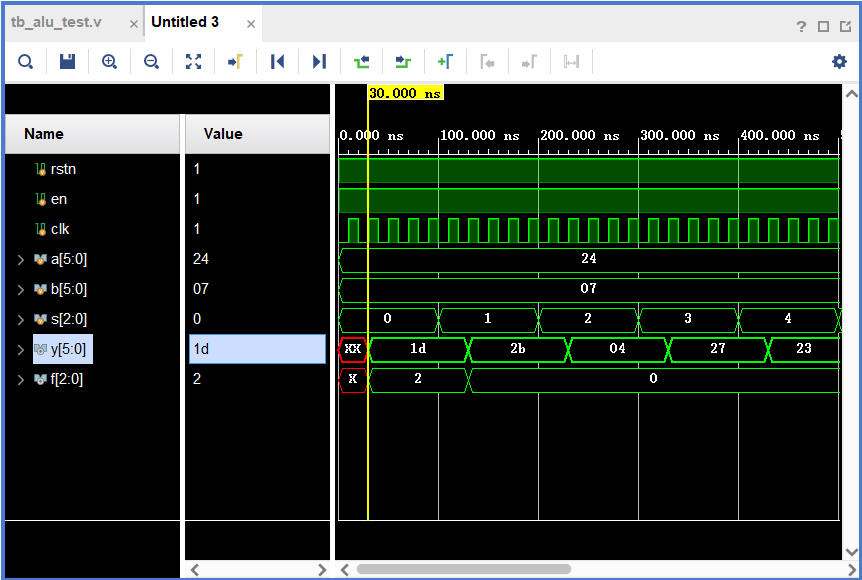 tb_alu_test.v × Untitled 3 × ?
30.000 ns
Name Value 0.000 ns 100.000 ns 200.000 ns 300.000 ns 400.000 ns
rstn 1
en 1
clk 1
a[5:0] 24 24
b[5:0] 07 07
s[2:0] 0 0 1 2 3 4
y[5:0] 1d XX 1d 2b 04 27 23
f[2:0] 2 X 2 0